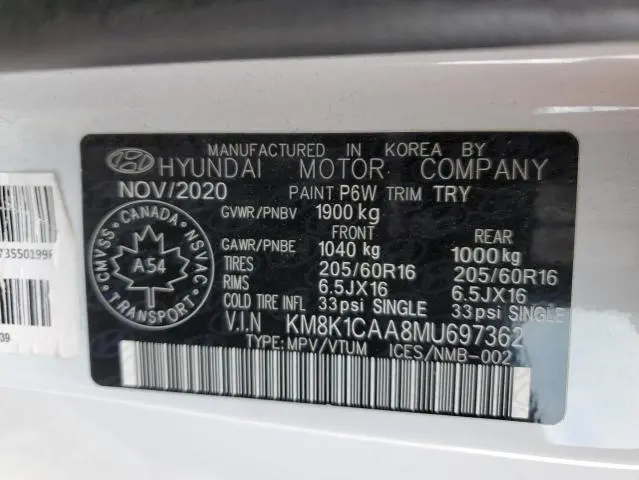 MANUFACTURED IN KOREA BY
HYUNDAI MOTOR COMPANY
NOV/2020 PAINT P6W TRIM TRY
GVWR/PNBV 1900 kg
FRONT REAR
GAWR/PNBE 1040 kg 1000 kg
TIRES 205/60R16 205/60R16
RIMS 6.5JX16 6.5JX16
COLD TIRE INFL 33psi SINGLE 33psi SINGLE
V.I.N KM8K1CAA8MU697362
TYPE: MPV/VTUM ICES/NMB-002
CANADA
CMVSS NSVAC
A54
TRANSPORT
73550199F
39